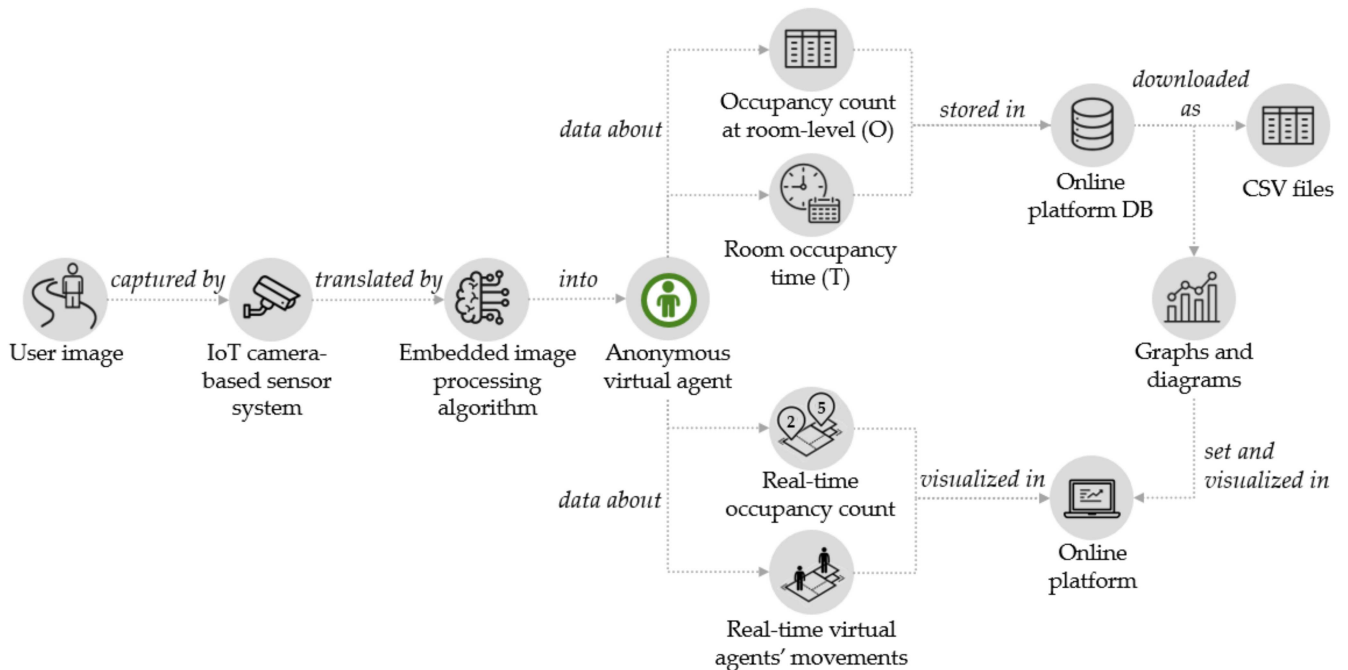 Occupancy count
at room-level (O)
data about
stored in
downloaded
as
Online
platform DB
CSV files
Room occupancy
time (T)
captured by
translated by
into
User image
IoT camera-
based sensor
system
Embedded image
processing
algorithm
Anonymous
virtual agent
Graphs and
diagrams
2
5
Real-time
occupancy count
data about
visualized in
set and
visualized in
Online
platform
Real-time virtual
agents’ movements